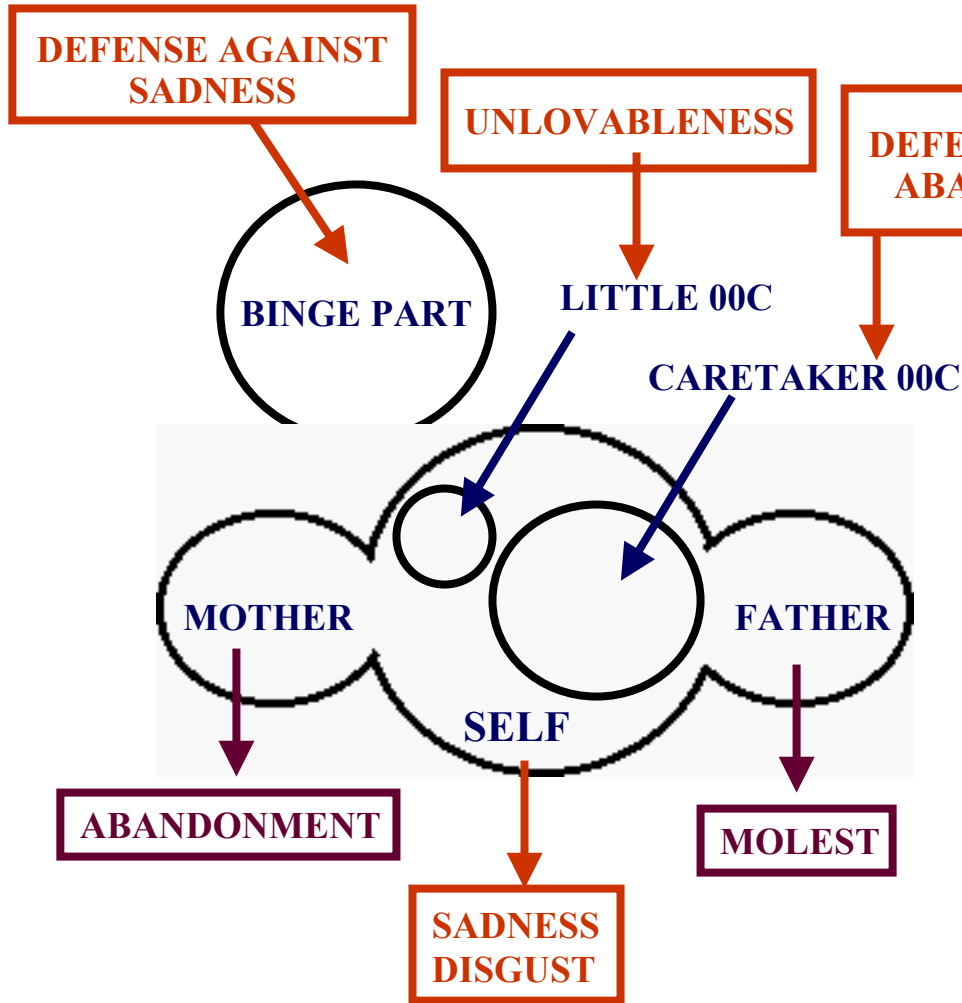 DEFENSE AGAINST
SADNESS
UNLOVABLENESS
BINGE PART
LITTLE 00C
CARETAKER 00C
MOTHER
FATHER
SELF
ABANDONMENT
MOLEST
SADNESS
DISGUST